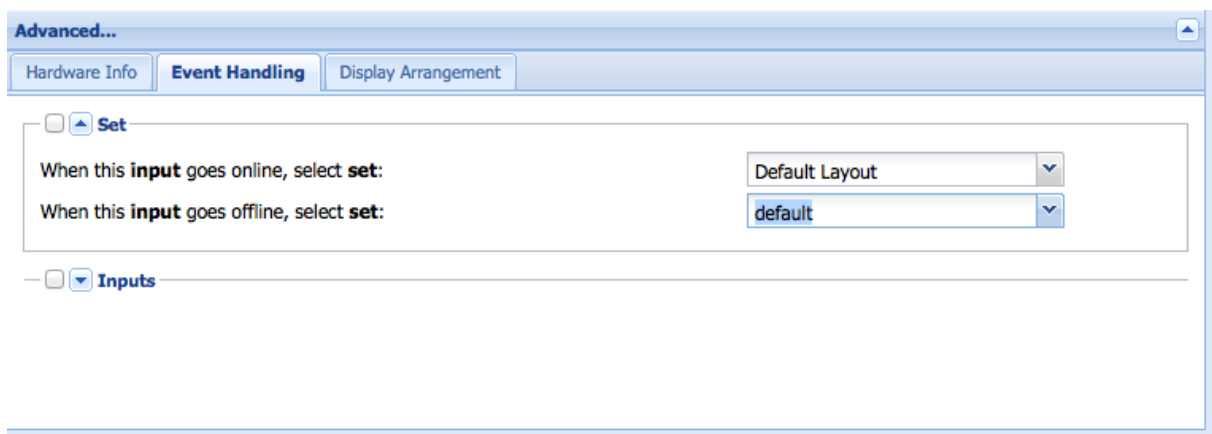 Advanced...
Hardware Info Event Handling Display Arrangement
Set
When this input goes online, select set: Default Layout
When this input goes offline, select set: default
Inputs